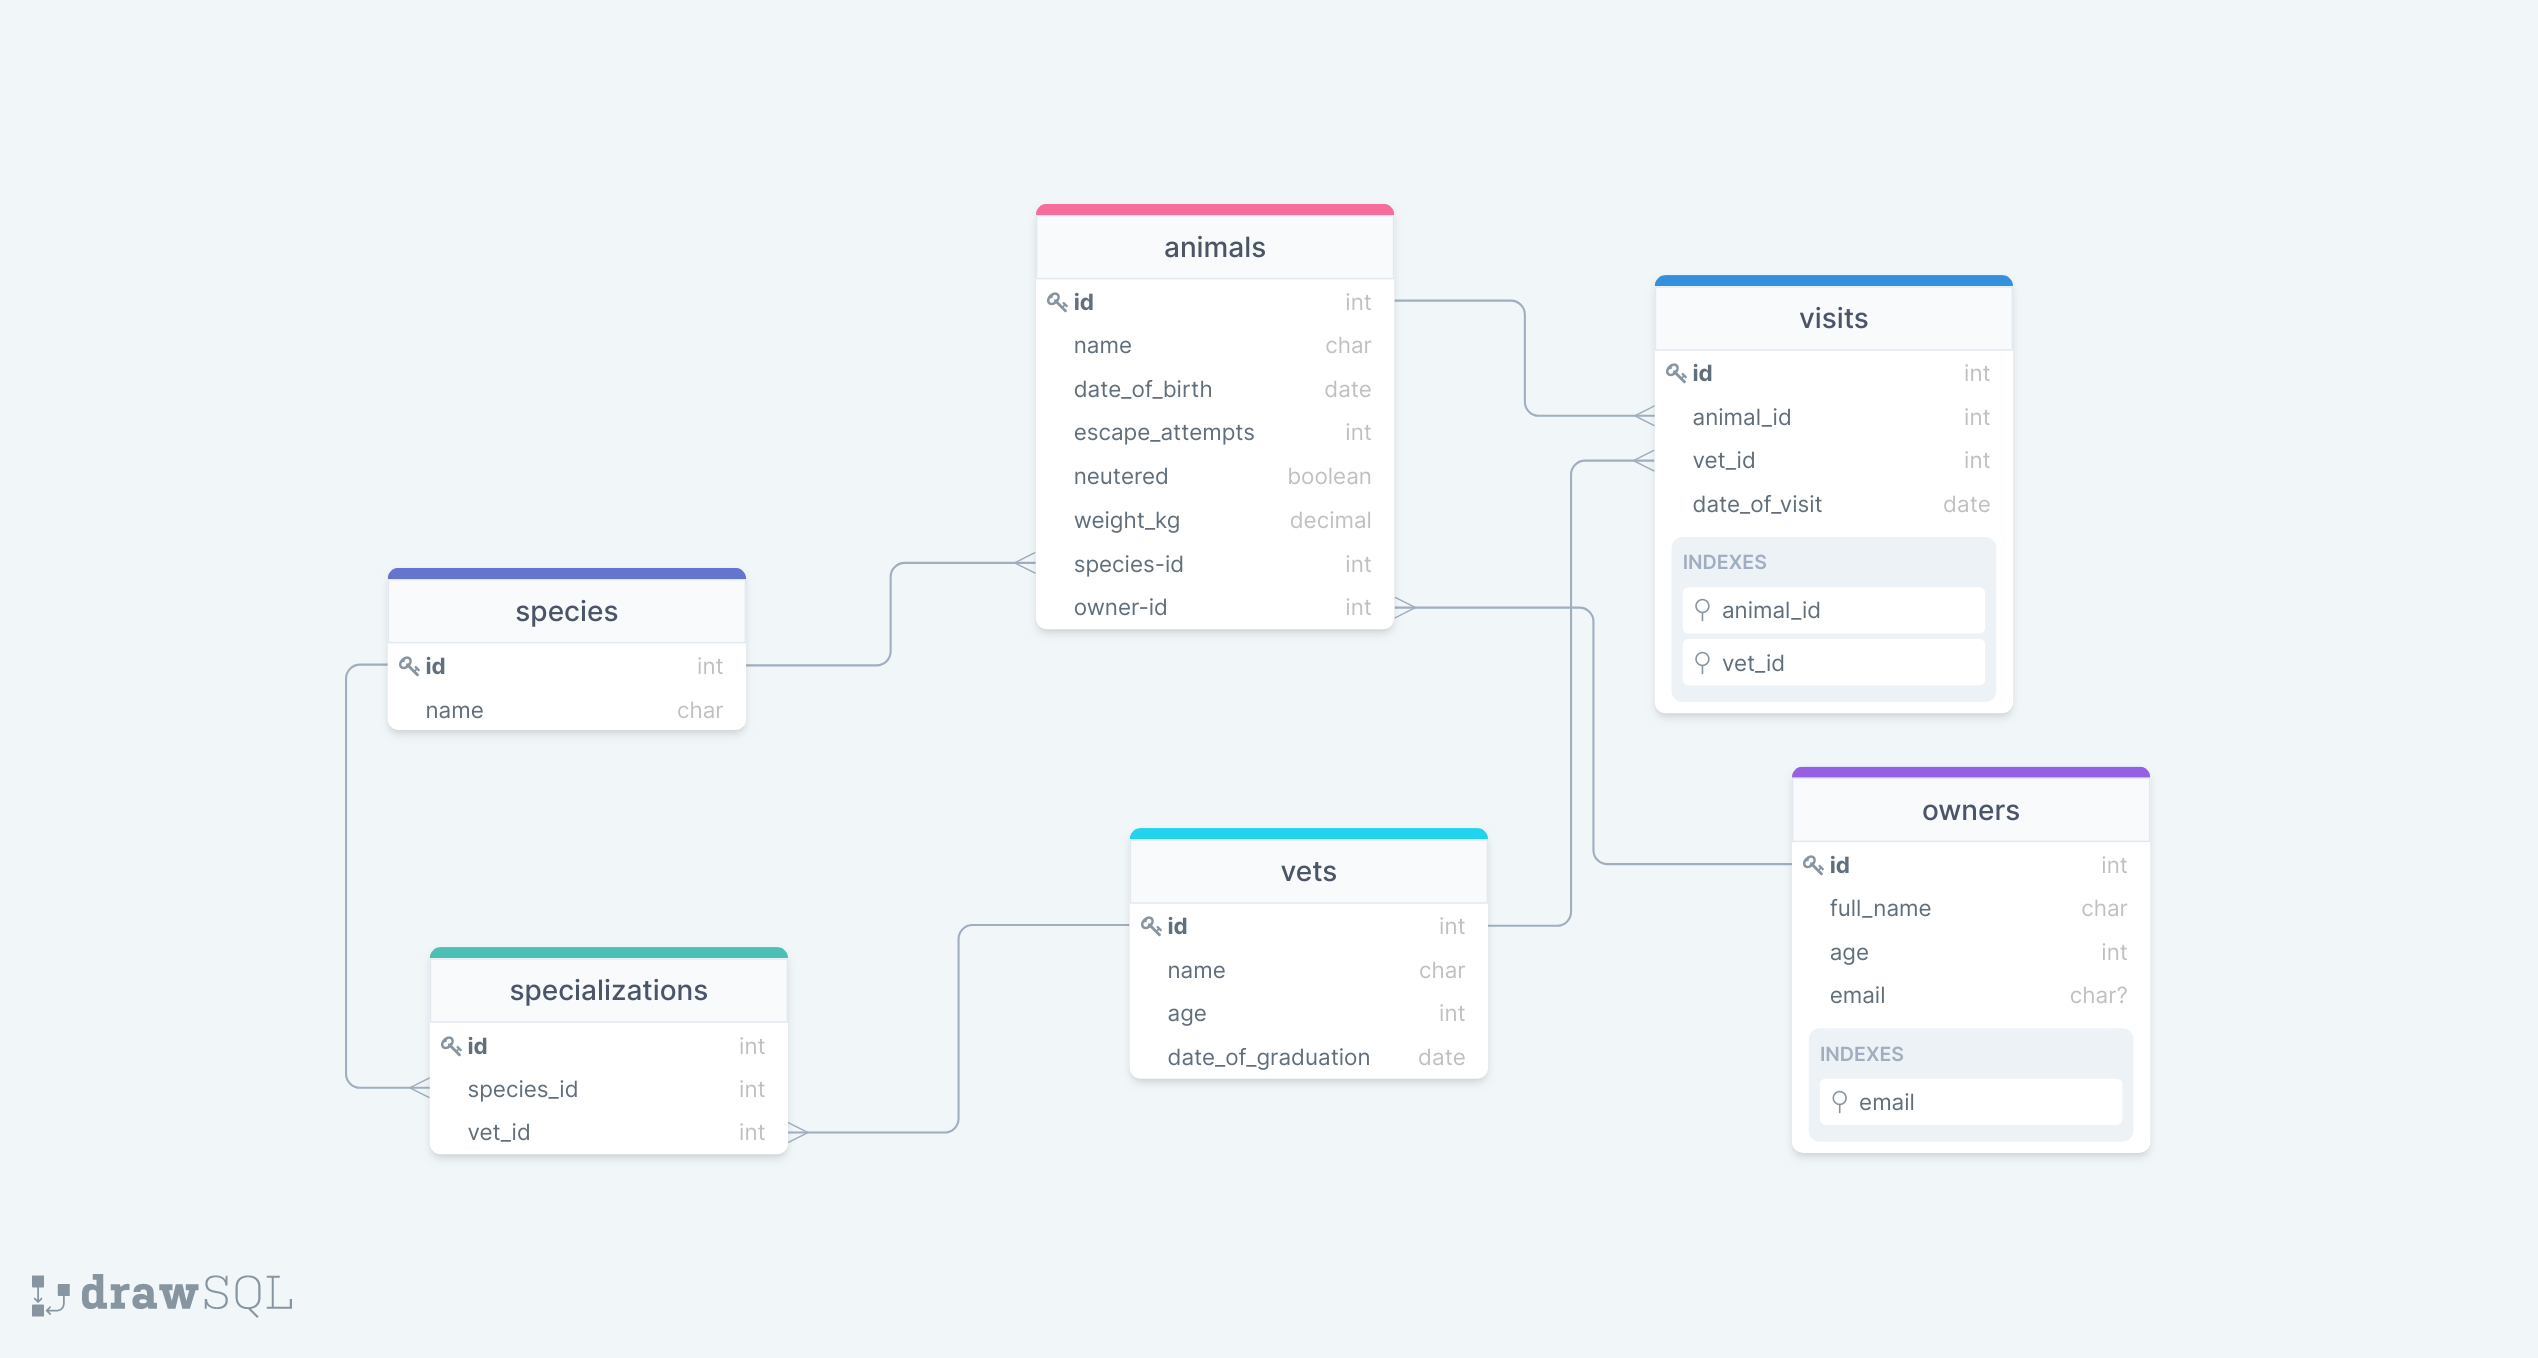 animals
id int
name char
date_of_birth date
escape_attempts int
neutered boolean
weight_kg decimal
species-id int
owner-id int
visits
id int
animal_id int
vet_id int
date_of_visit date
INDEXES
animal_id
vet_id
species
id int
name char
owners
id int
full_name char
age int
email char?
INDEXES
email
vets
id int
name char
age int
date_of_graduation date
specializations
id int
species_id int
vet_id int
drawSQL